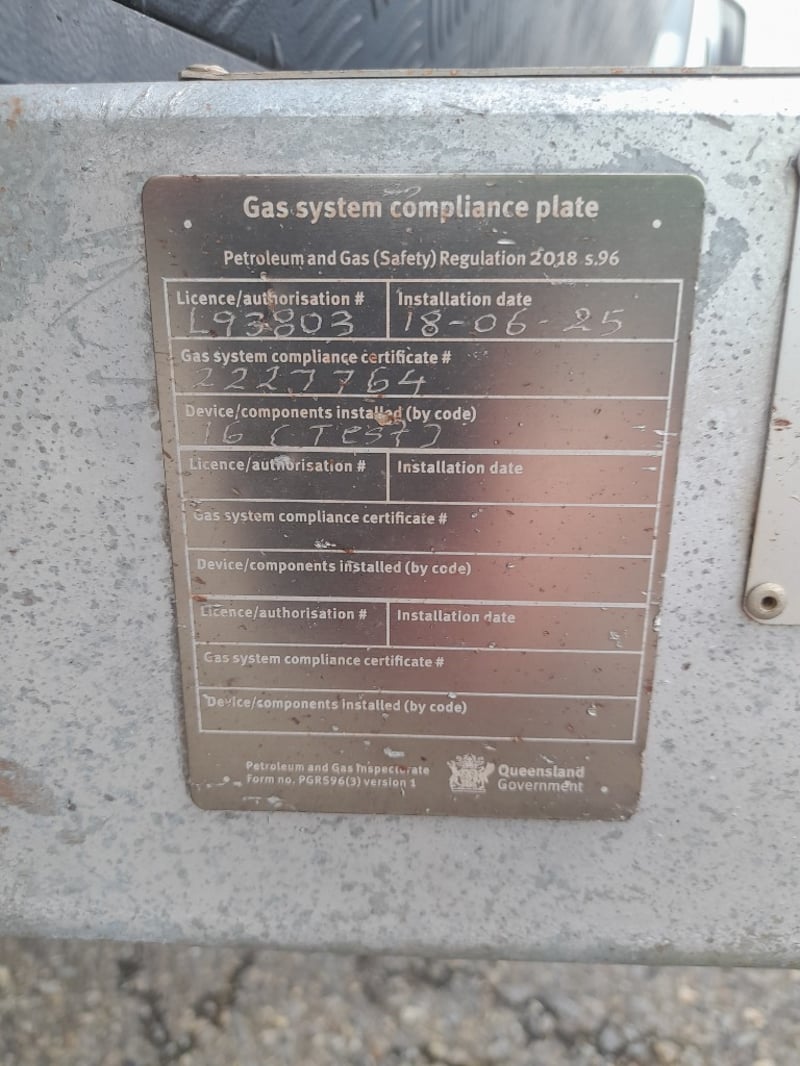 Gas system compliance plate
Petroleum and Gas (Safety) Regulation 2018 s.96
Licence/authorisation # Installation date
L93803 18-06-25
Gas system compliance certificate #
2227764
Device/components installed (by code)
16 (Test)
Licence/authorisation # Installation date
Gas system compliance certificate #
Device/components installed (by code)
Licence/authorisation # Installation date
Gas system compliance certificate #
Device/components installed (by code)
Petroleum and Gas Inspectorate
Form no. PGRS96(3) version 1
Queensland
Government